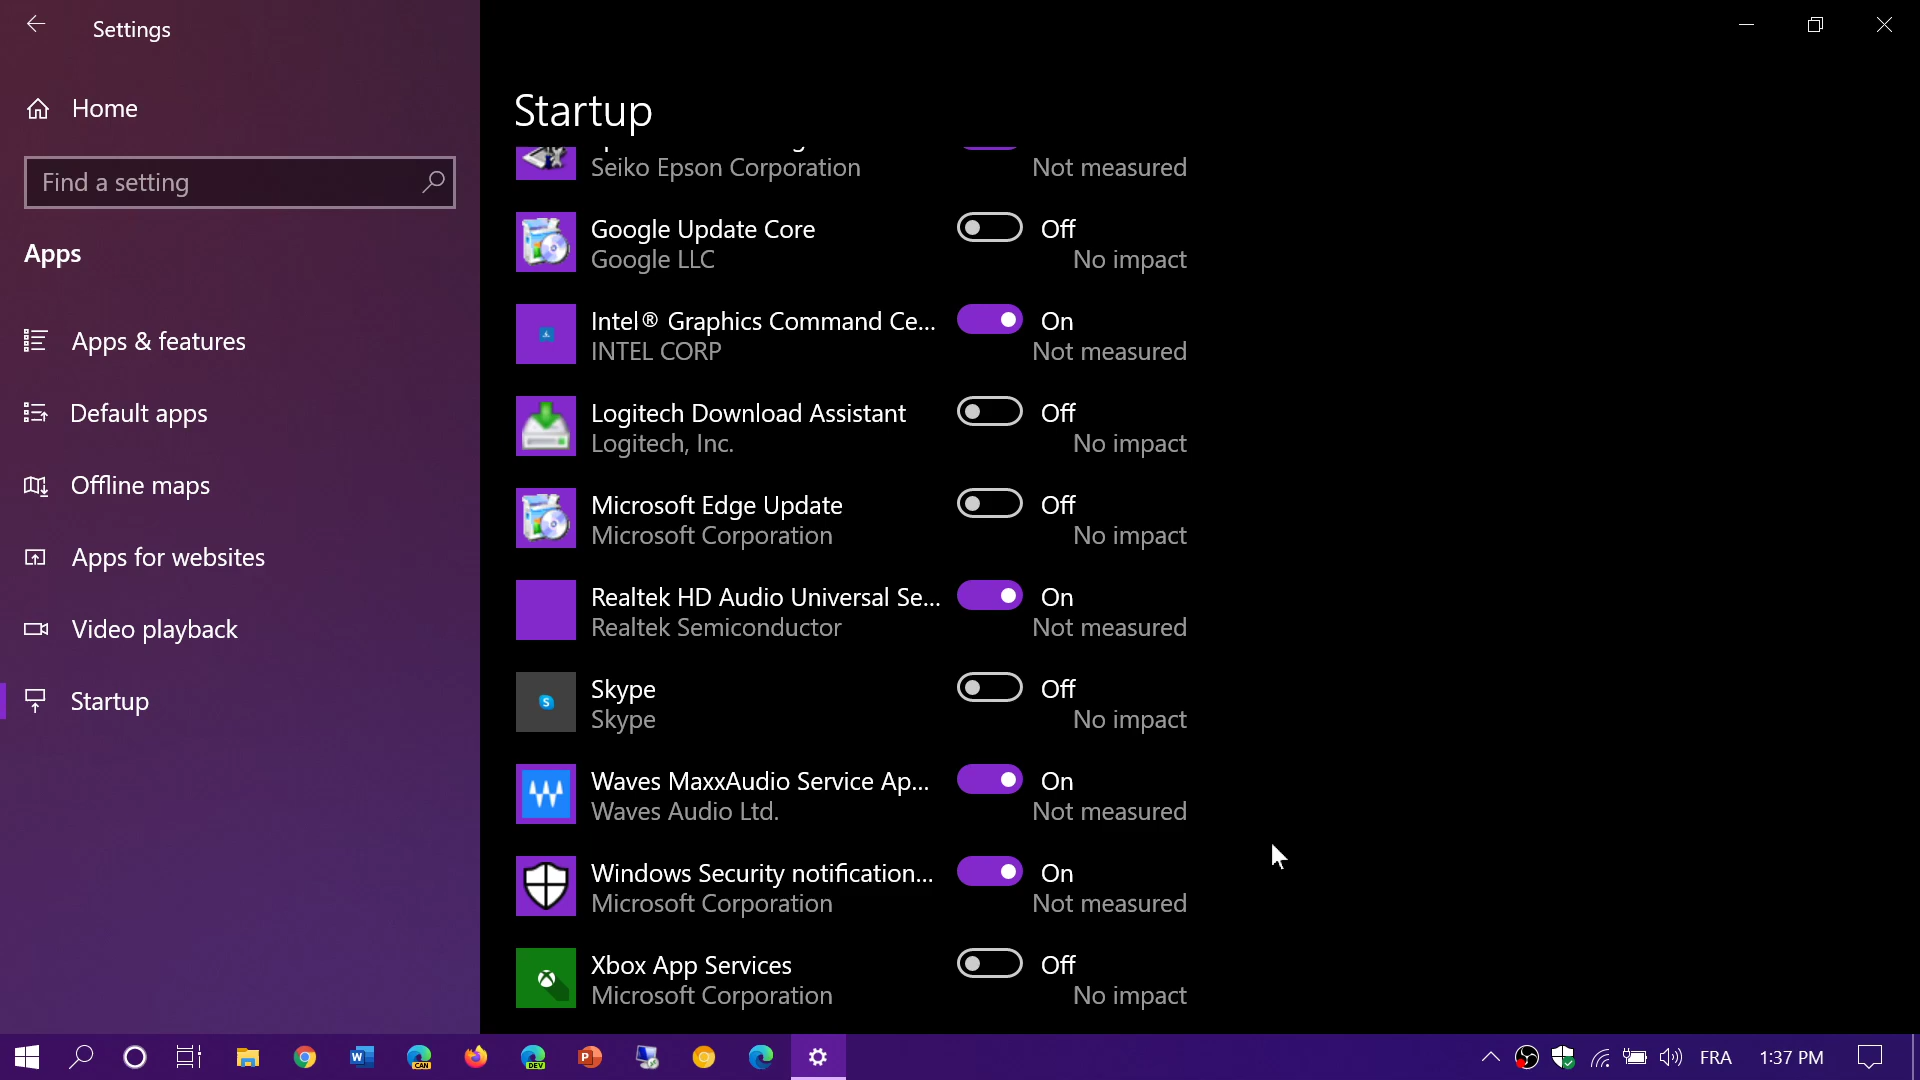 Settings
Home
Find a setting
Apps
Apps & features
Default apps
Offline maps
Apps for websites
Video playback
Startup
Startup
Seiko Epson Corporation
Not measured
Google Update Core
Off
Google LLC
No impact
Intel® Graphics Command Ce...
On
INTEL CORP
Not measured
Logitech Download Assistant
Off
Logitech, Inc.
No impact
Microsoft Edge Update
Off
Microsoft Corporation
No impact
Realtek HD Audio Universal Se...
On
Realtek Semiconductor
Not measured
Skype
Off
Skype
No impact
Waves MaxxAudio Service Ap...
On
Waves Audio Ltd.
Not measured
Windows Security notification...
On
Microsoft Corporation
Not measured
Xbox App Services
Off
Microsoft Corporation
No impact
W
CAN
DEV
P
FRA
1:37 PM